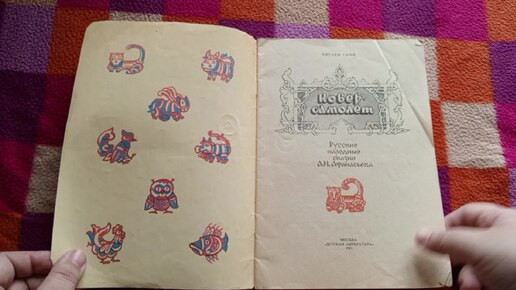 ЧИТАЕМ САМИ
Ковер-
самолет
Русские
народные
сказки
А.Н. Афанасьева
МОСКВА
«ДЕТСКАЯ ЛИТЕРАТУРА»